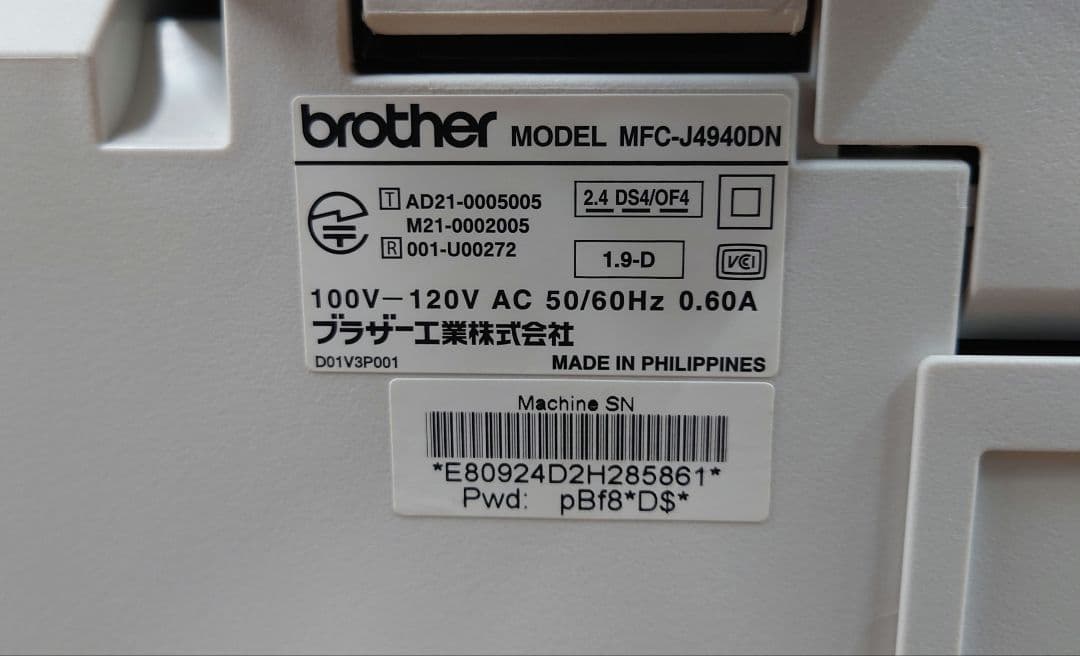 brother MODEL MFC-J4940DN
T AD21-0005005
M21-0002005
R 001-U00272
2.4 DS4/OF4
1.9-D
VCI
100V－120V AC 50/60Hz 0.60A
ブラザー工業株式会社
D01V3P001 MADE IN PHILIPPINES
Machine SN
*E80924D2H285861*
Pwd: pBf8*D$*